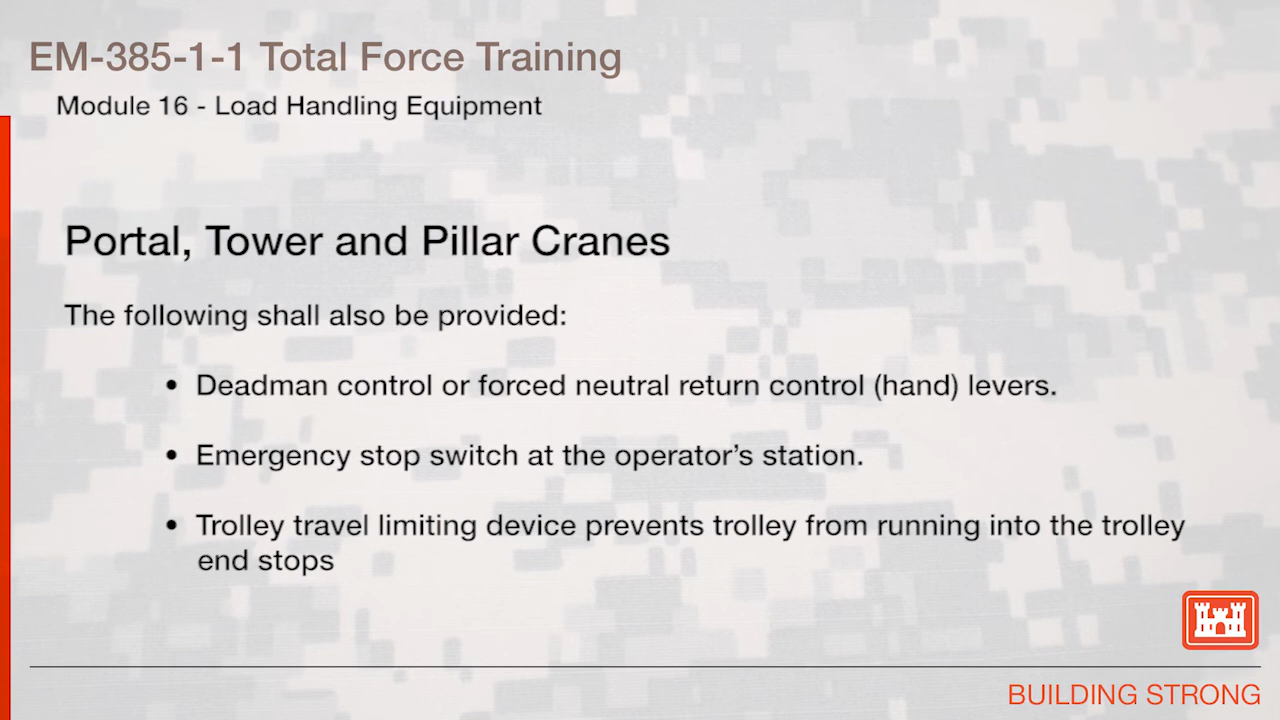 EM-385-1-1 Total Force Training
Module 16 - Load Handling Equipment
Portal, Tower and Pillar Cranes
The following shall also be provided:
• Deadman control or forced neutral return control (hand) levers.
• Emergency stop switch at the operator’s station.
• Trolley travel limiting device prevents trolley from running into the trolley
end stops
BUILDING STRONG